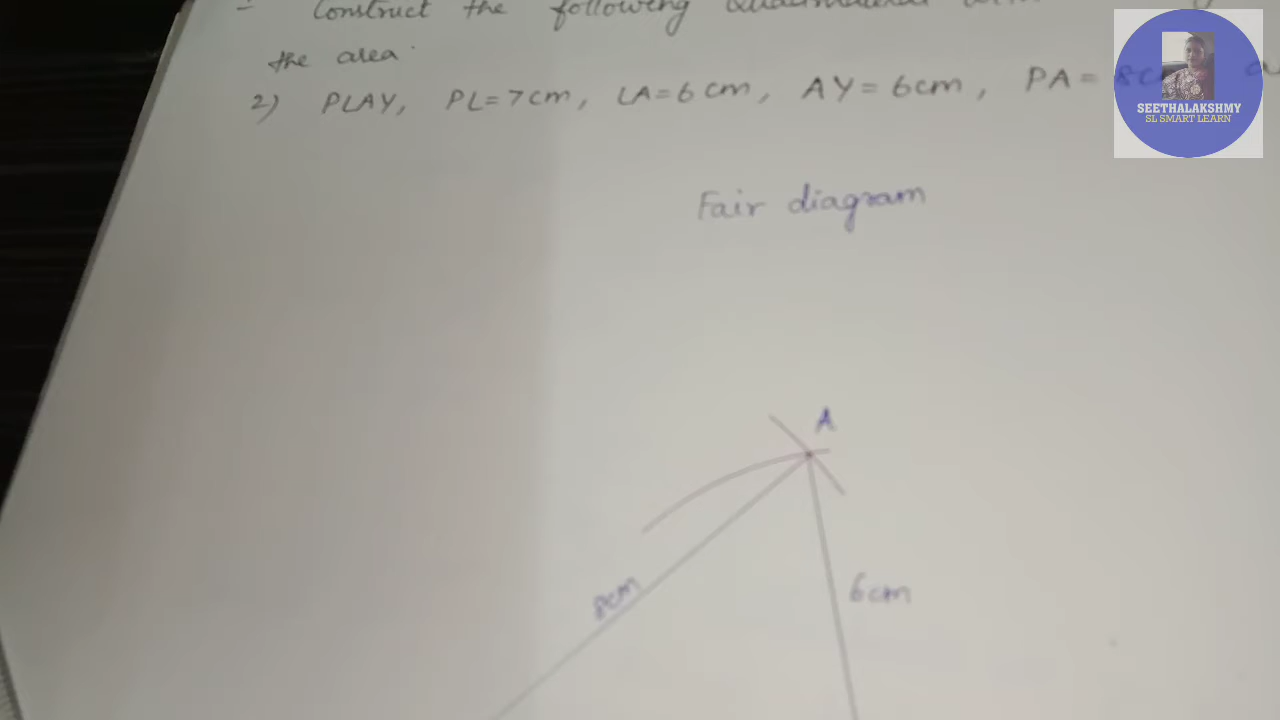 Construct the following
the area.
2) PLAY, PL=7cm, LA=6cm, AY=6cm, PA=8cm
SEETHALAKSHMY
SL SMART LEARN
Fair diagram
A
8cm
6cm